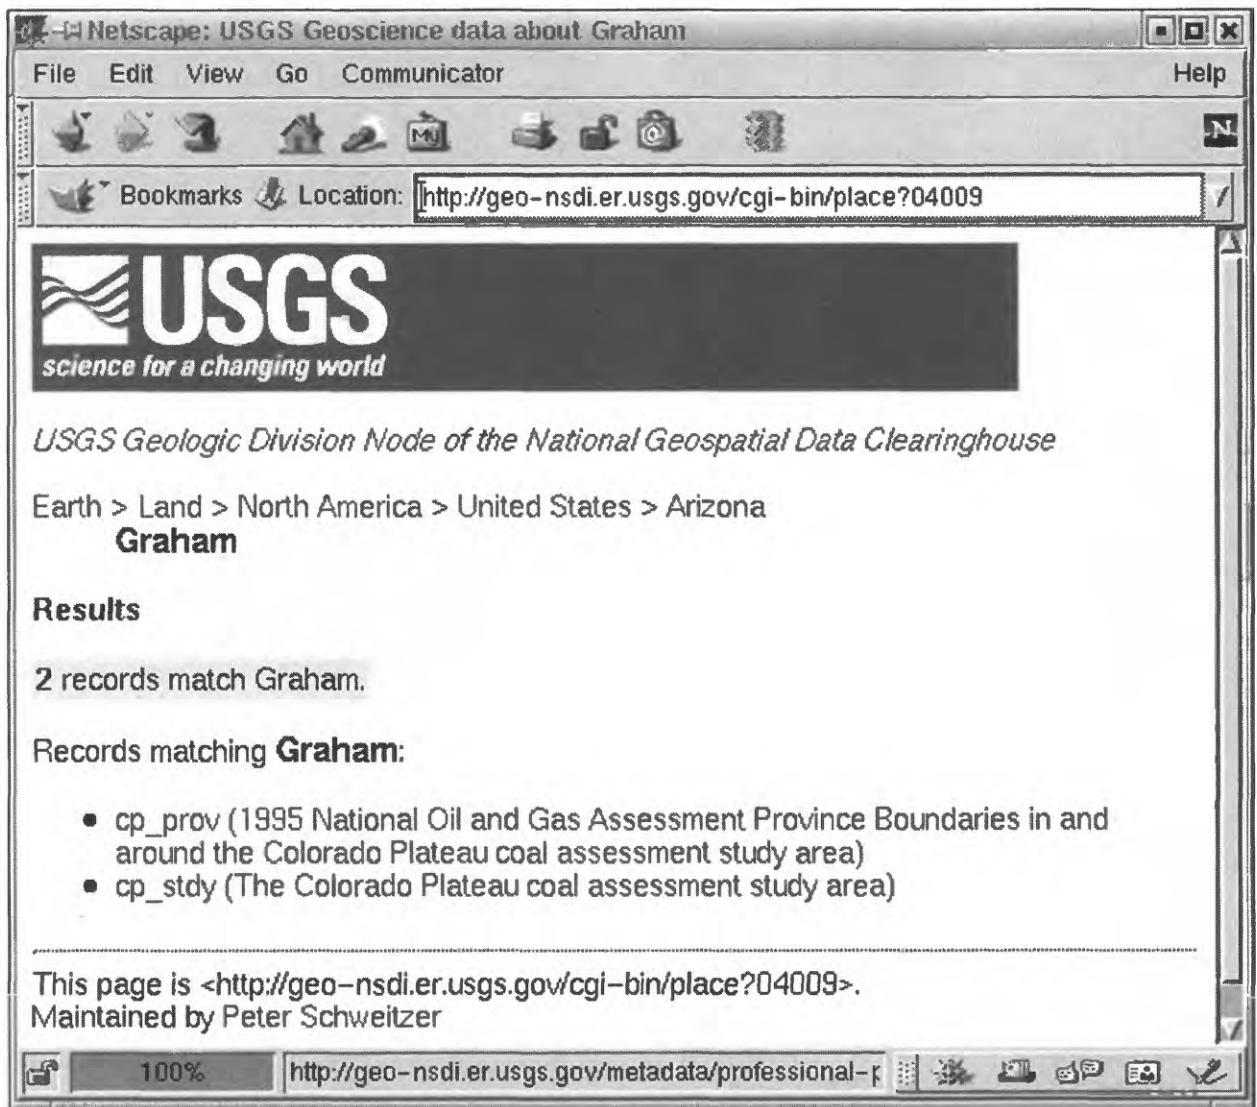 Netscape: USGS Geoscience data about Graham
File Edit View Go Communicator Help
My
N
Bookmarks Location: http://geo-nsdi.er.usgs.gov/cgi-bin/place?04009
USGS
science for a changing world
USGS Geologic Division Node of the National Geospatial Data Clearinghouse
Earth > Land > North America > United States > Arizona
Graham
Results
2 records match Graham.
Records matching Graham:
• cp_prov (1995 National Oil and Gas Assessment Province Boundaries in and
around the Colorado Plateau coal assessment study area)
• cp_stdy (The Colorado Plateau coal assessment study area)
This page is <http://geo-nsdi.er.usgs.gov/cgi-bin/place?04009>.
Maintained by Peter Schweitzer
100% http://geo-nsdi.er.usgs.gov/metadata/professional-p